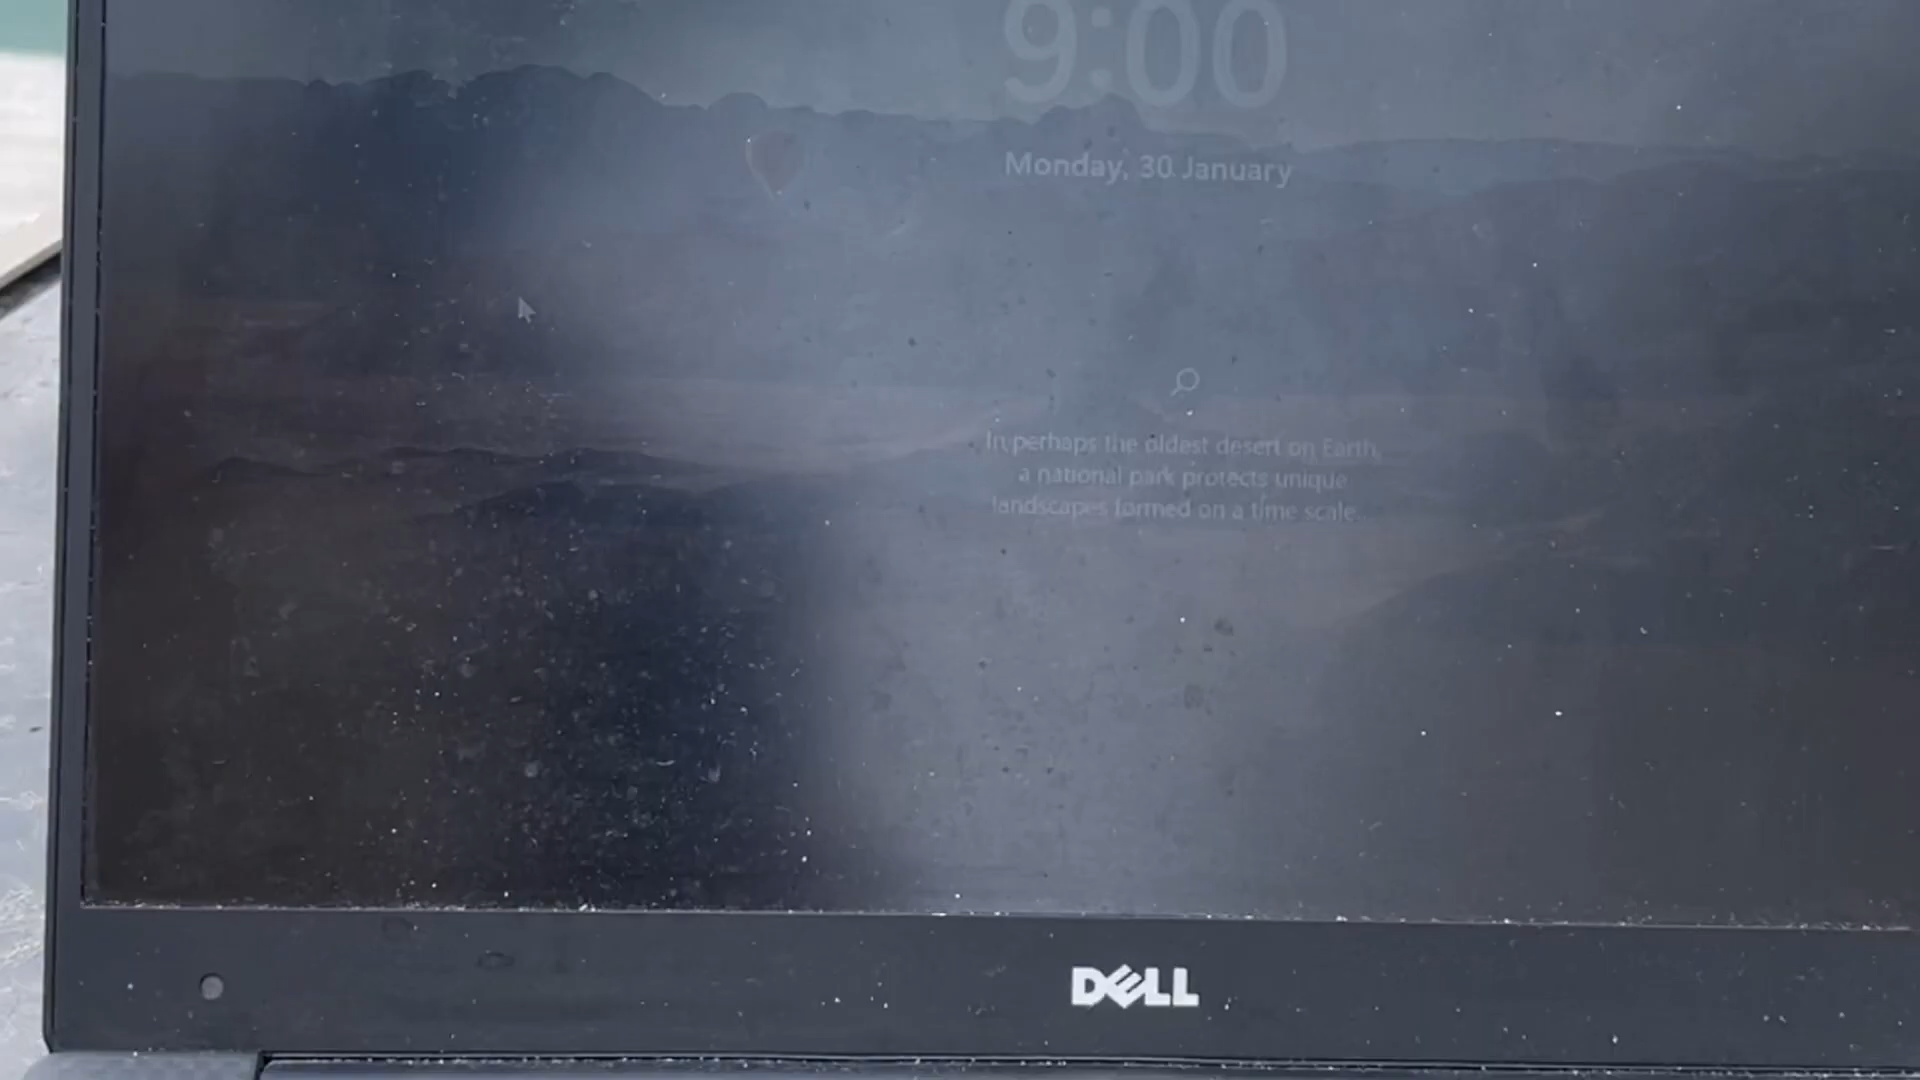 9:00
Monday, 30 January
In perhaps the oldest desert on Earth,
a national park protects unique
landscapes formed on a time scale...
DELL